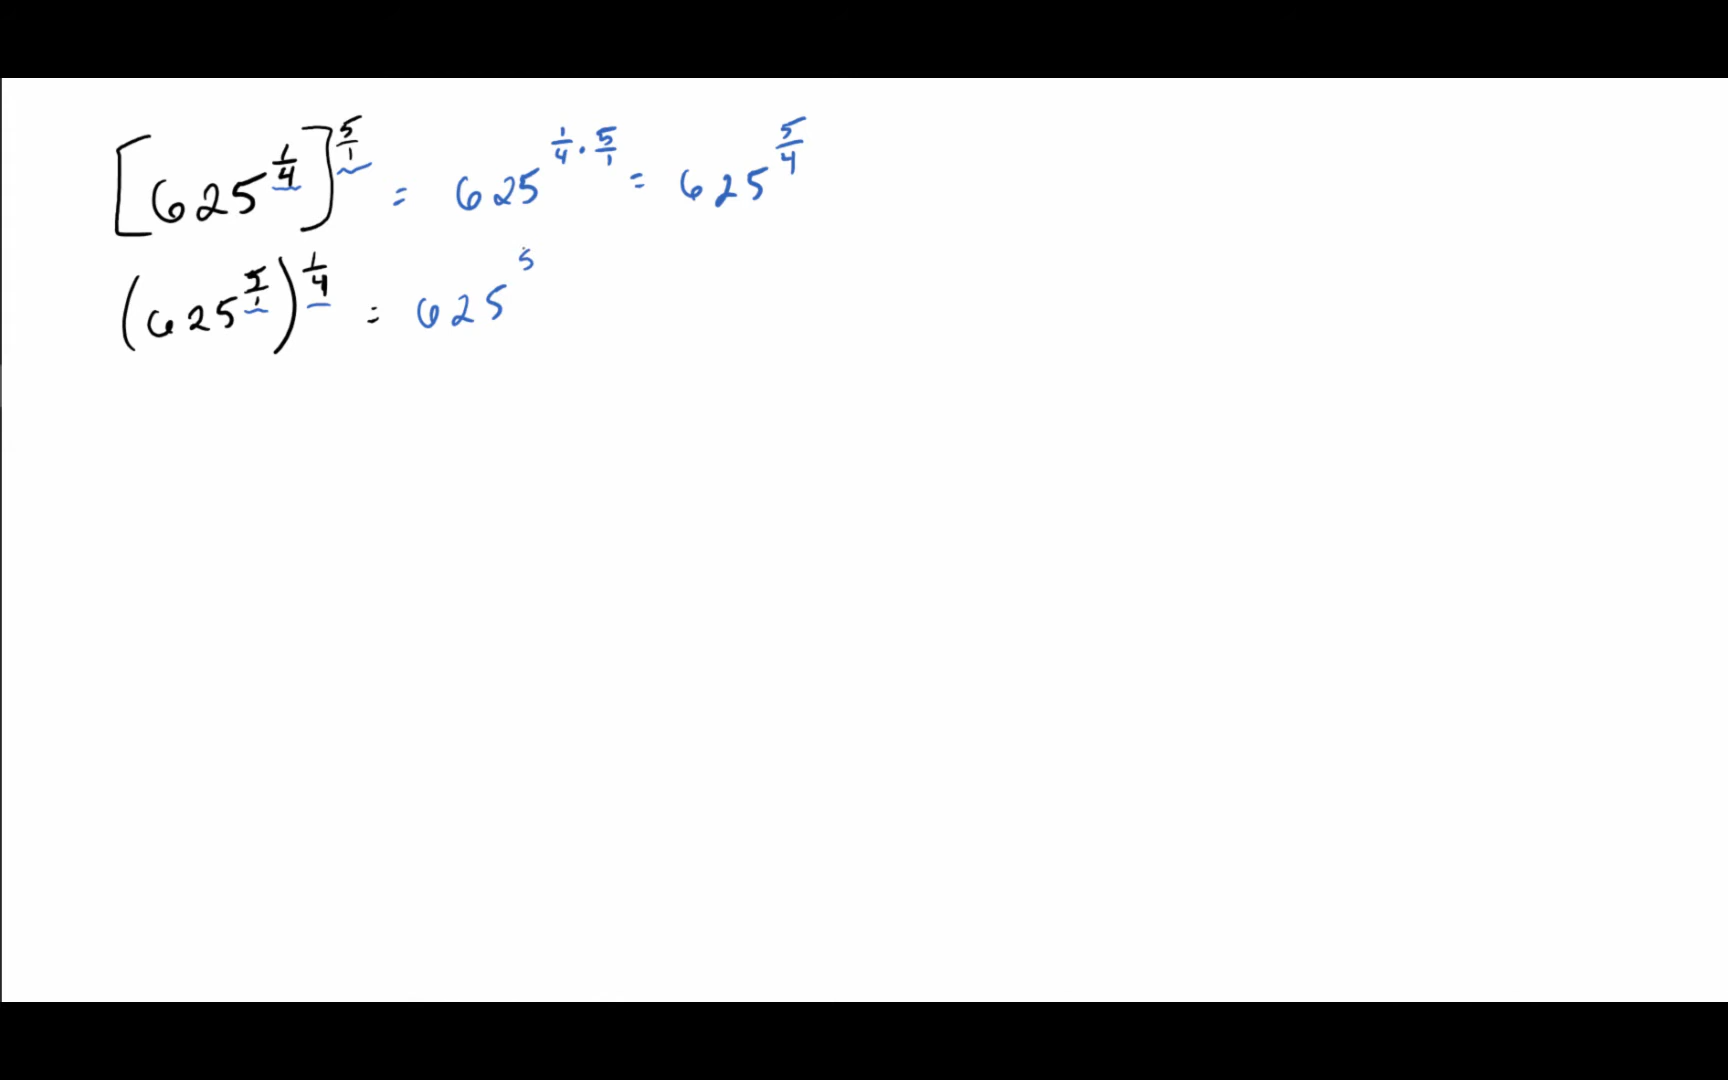 [625^(1/4)]^(5/1) = 625^(1/4 · 5/1) = 625^(5/4)
(625^(5/1))^(1/4) = 625^5